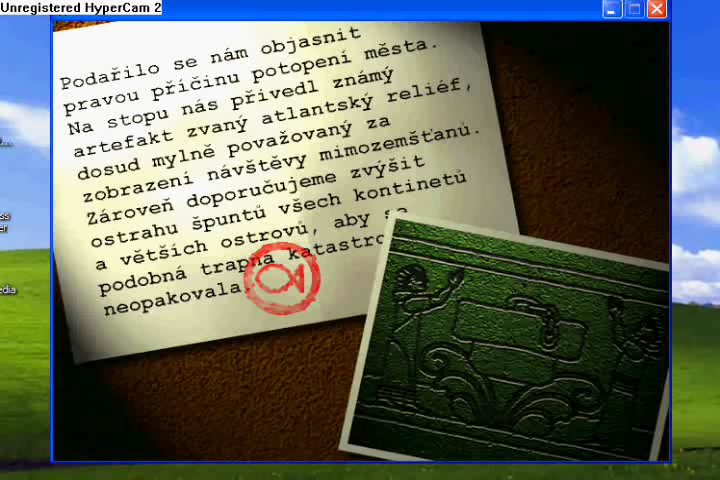 Unregistered HyperCam 2
Podařilo se nám objasnit
pravou příčinu potopení města.
Na stopu nás přivedl známý
artefakt zvaný atlantský reliéf,
dosud mylně považovaný za
zobrazení návštěvy mimozemšťanů.
Zároveň doporučujeme zvýšit
ostrahu špuntů všech kontinetů
a větších ostrovů, aby se
podobná trapná
neopakovala.